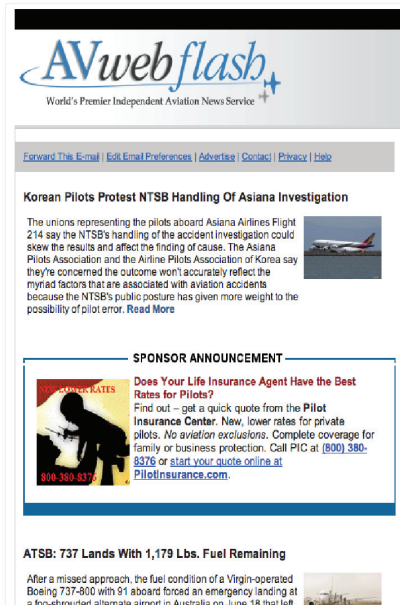 AVwebflash
World's Premier Independent Aviation News Service
Forward This E-mail | Edit Email Preferences | Advertise | Contact | Privacy | Help
Korean Pilots Protest NTSB Handling Of Asiana Investigation
The unions representing the pilots aboard Asiana Airlines Flight
214 say the NTSB's handling of the accident investigation could
skew the results and affect the finding of cause. The Asiana
Pilots Association and the Airline Pilots Association of Korea say
they're concerned the outcome won't accurately reflect the
myriad factors that are associated with aviation accidents
because the NTSB's public posture has given more weight to the
possibility of pilot error. Read More
SPONSOR ANNOUNCEMENT
NEW LOWER RATES
800-380-8376
Does Your Life Insurance Agent Have the Best
Rates for Pilots?
Find out – get a quick quote from the Pilot
Insurance Center. New, lower rates for private
pilots. No aviation exclusions. Complete coverage for
family or business protection. Call PIC at (800) 380-
8376 or start your quote online at
PilotInsurance.com.
ATSB: 737 Lands With 1,179 Lbs. Fuel Remaining
After a missed approach, the fuel condition of a Virgin-operated
Boeing 737-800 with 91 aboard forced an emergency landing at
a fog-shrouded alternate airport in Australia on June 18 that left